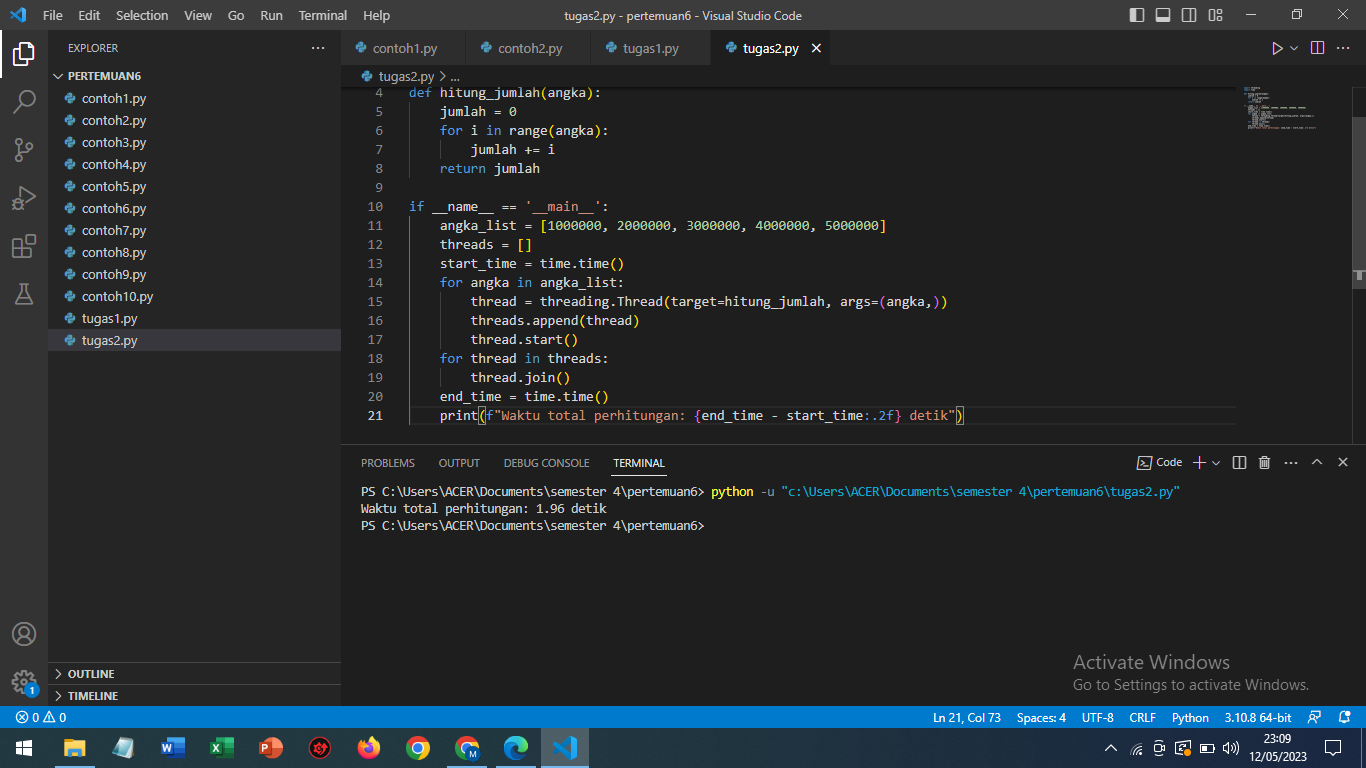 File Edit Selection View Go Run Terminal Help
tugas2.py - pertemuan6 - Visual Studio Code
EXPLORER
PERTEMUAN6
contoh1.py
contoh2.py
contoh3.py
contoh4.py
contoh5.py
contoh6.py
contoh7.py
contoh8.py
contoh9.py
contoh10.py
tugas1.py
tugas2.py
OUTLINE
TIMELINE
1
contoh1.py contoh2.py tugas1.py tugas2.py
tugas2.py > ...
4 def hitung_jumlah(angka):
5 jumlah = 0
6 for i in range(angka):
7 jumlah += i
8 return jumlah
9
10 if __name__ == '__main__':
11 angka_list = [1000000, 2000000, 3000000, 4000000, 5000000]
12 threads = []
13 start_time = time.time()
14 for angka in angka_list:
15 thread = threading.Thread(target=hitung_jumlah, args=(angka,))
16 threads.append(thread)
17 thread.start()
18 for thread in threads:
19 thread.join()
20 end_time = time.time()
21 print(f"Waktu total perhitungan: {end_time - start_time:.2f} detik")
PROBLEMS OUTPUT DEBUG CONSOLE TERMINAL
Code
PS C:\Users\ACER\Documents\semester 4\pertemuan6> python -u "c:\Users\ACER\Documents\semester 4\pertemuan6\tugas2.py"
Waktu total perhitungan: 1.96 detik
PS C:\Users\ACER\Documents\semester 4\pertemuan6>
Activate Windows
Go to Settings to activate Windows.
0 0
Ln 21, Col 73 Spaces: 4 UTF-8 CRLF Python 3.10.8 64-bit
23:09
12/05/2023